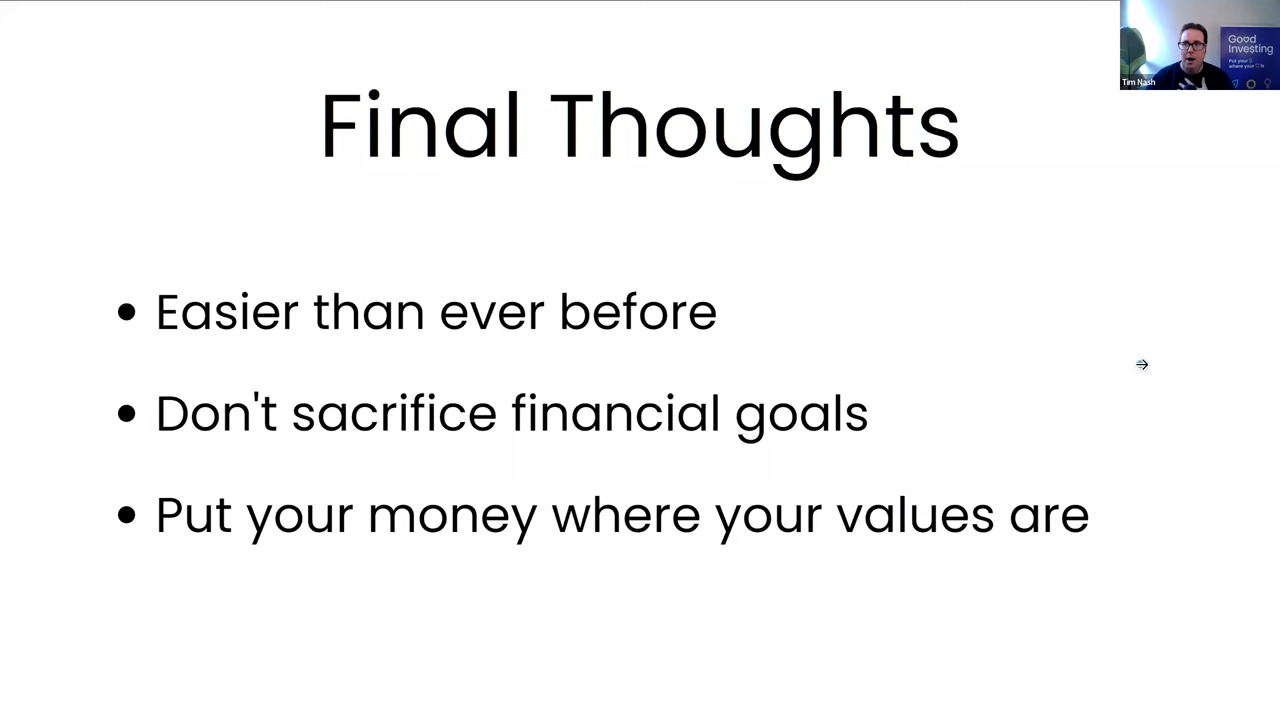 Final Thoughts
Good
Investing
Tim Nash
• Easier than ever before
• Don't sacrifice financial goals
• Put your money where your values are